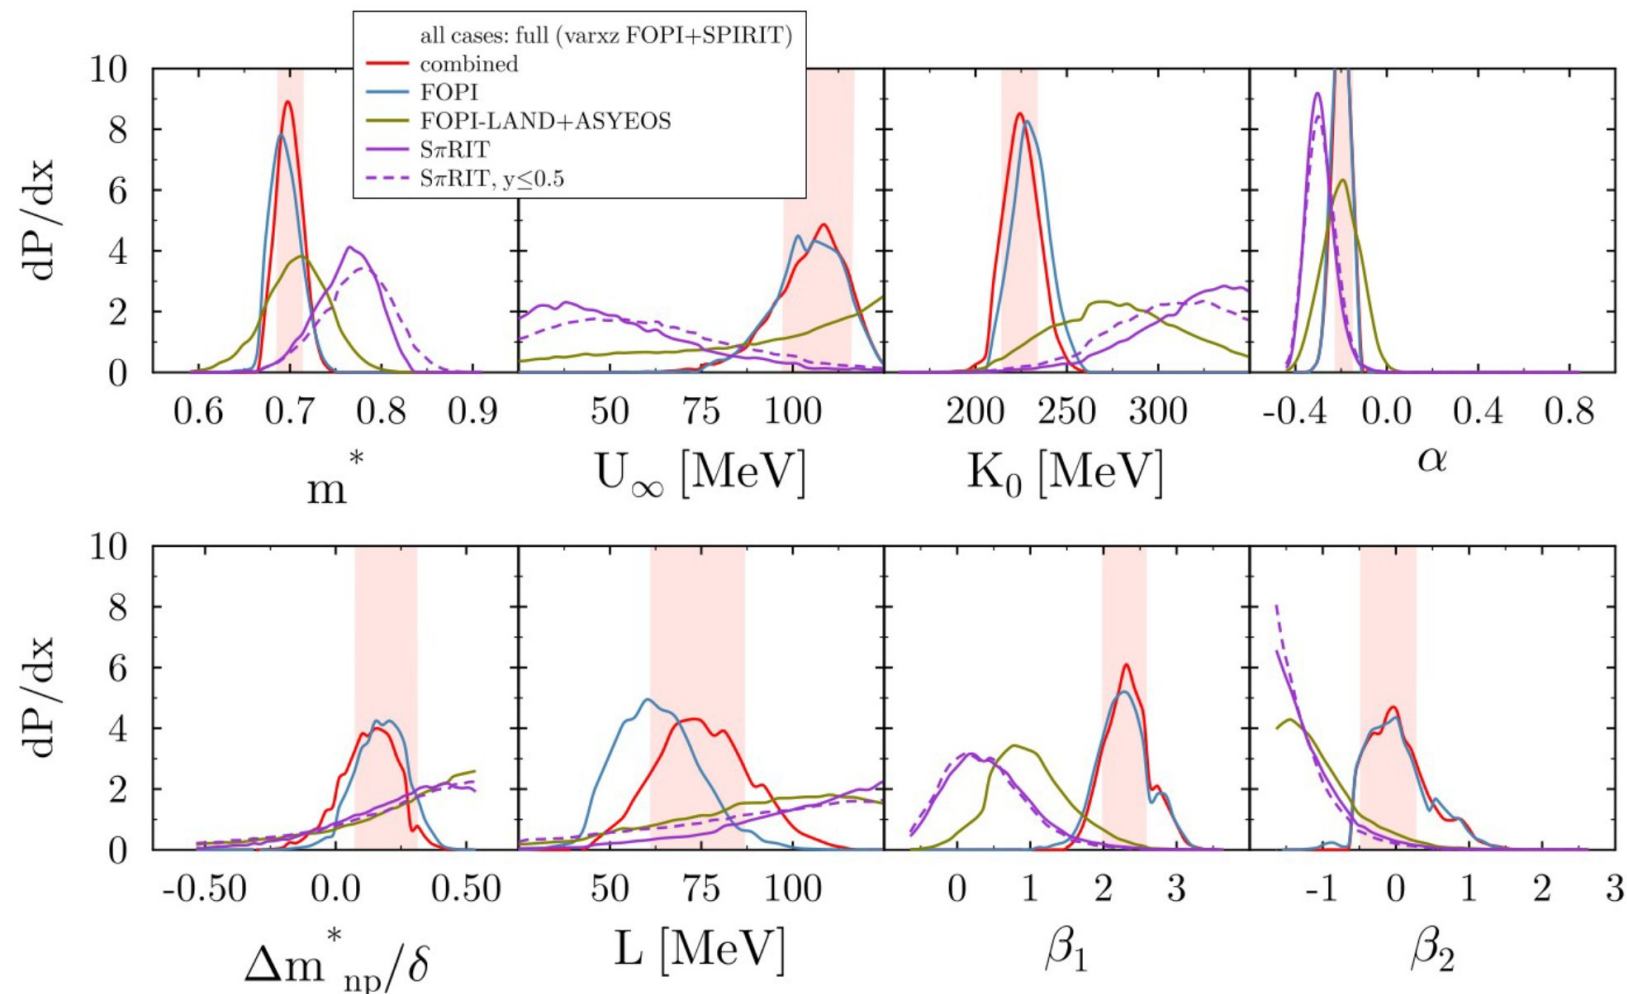 all cases: full (varxz FOPI+SPIRIT)
combined
FOPI
FOPI-LAND+ASYEOS
SπRIT
SπRIT, y≤0.5
10
8
6
4
2
0
dP/dx
0.6 0.7 0.8 0.9
m*
50 75 100
U∞ [MeV]
200 250 300
K₀ [MeV]
-0.4 0.0 0.4 0.8
α
10
8
6
4
2
0
dP/dx
-0.50 0.0 0.50
Δm*np/δ
50 75 100
L [MeV]
0 1 2 3
β₁
-1 0 1 2 3
β₂